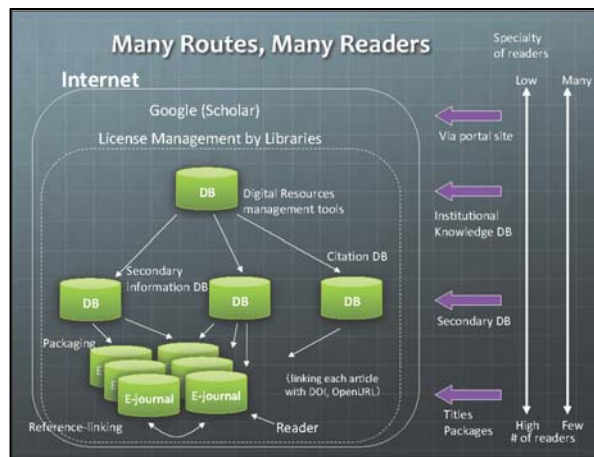 Many Routes, Many Readers
Specialty
of readers
Internet
Low
Many
Google (Scholar)
License Management by Libraries
Via portal site
DB
Digital Resources
management tools
Institutional
Knowledge DB
Citation DB
Secondary
information DB
DB
DB
DB
Secondary DB
Packaging
E
E
E-journal
E-journal
(linking each article
with DOI, OpenURL)
Titles
Packages
Reference-linking
Reader
High
Few
# of readers